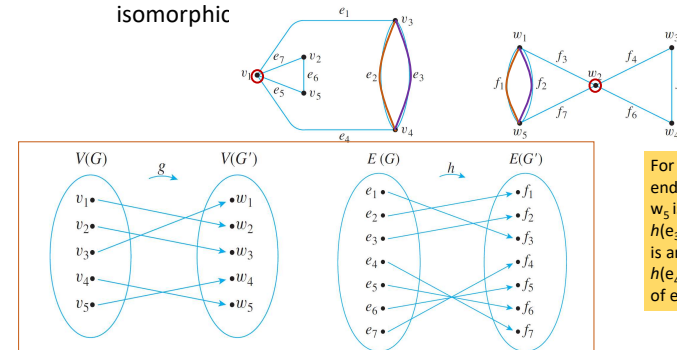 isomorphic
e₁
v₃
e₇
v₂
v₁
e₆
e₅
v₅
e₂
e₃
e₄
v₄
w₁
w₃
f₃
f₄
w₂
f₁
f₂
f₇
f₆
w₅
w₄
V(G)
V(G')
g
v₁
v₂
v₃
v₄
v₅
w₁
w₂
w₃
w₄
w₅
E (G)
E(G')
h
e₁
e₂
e₃
e₄
e₅
e₆
e₇
f₁
f₂
f₃
f₄
f₅
f₆
f₇
For
end
w₅ i
h(e₃
is ar
h(e₄
of e